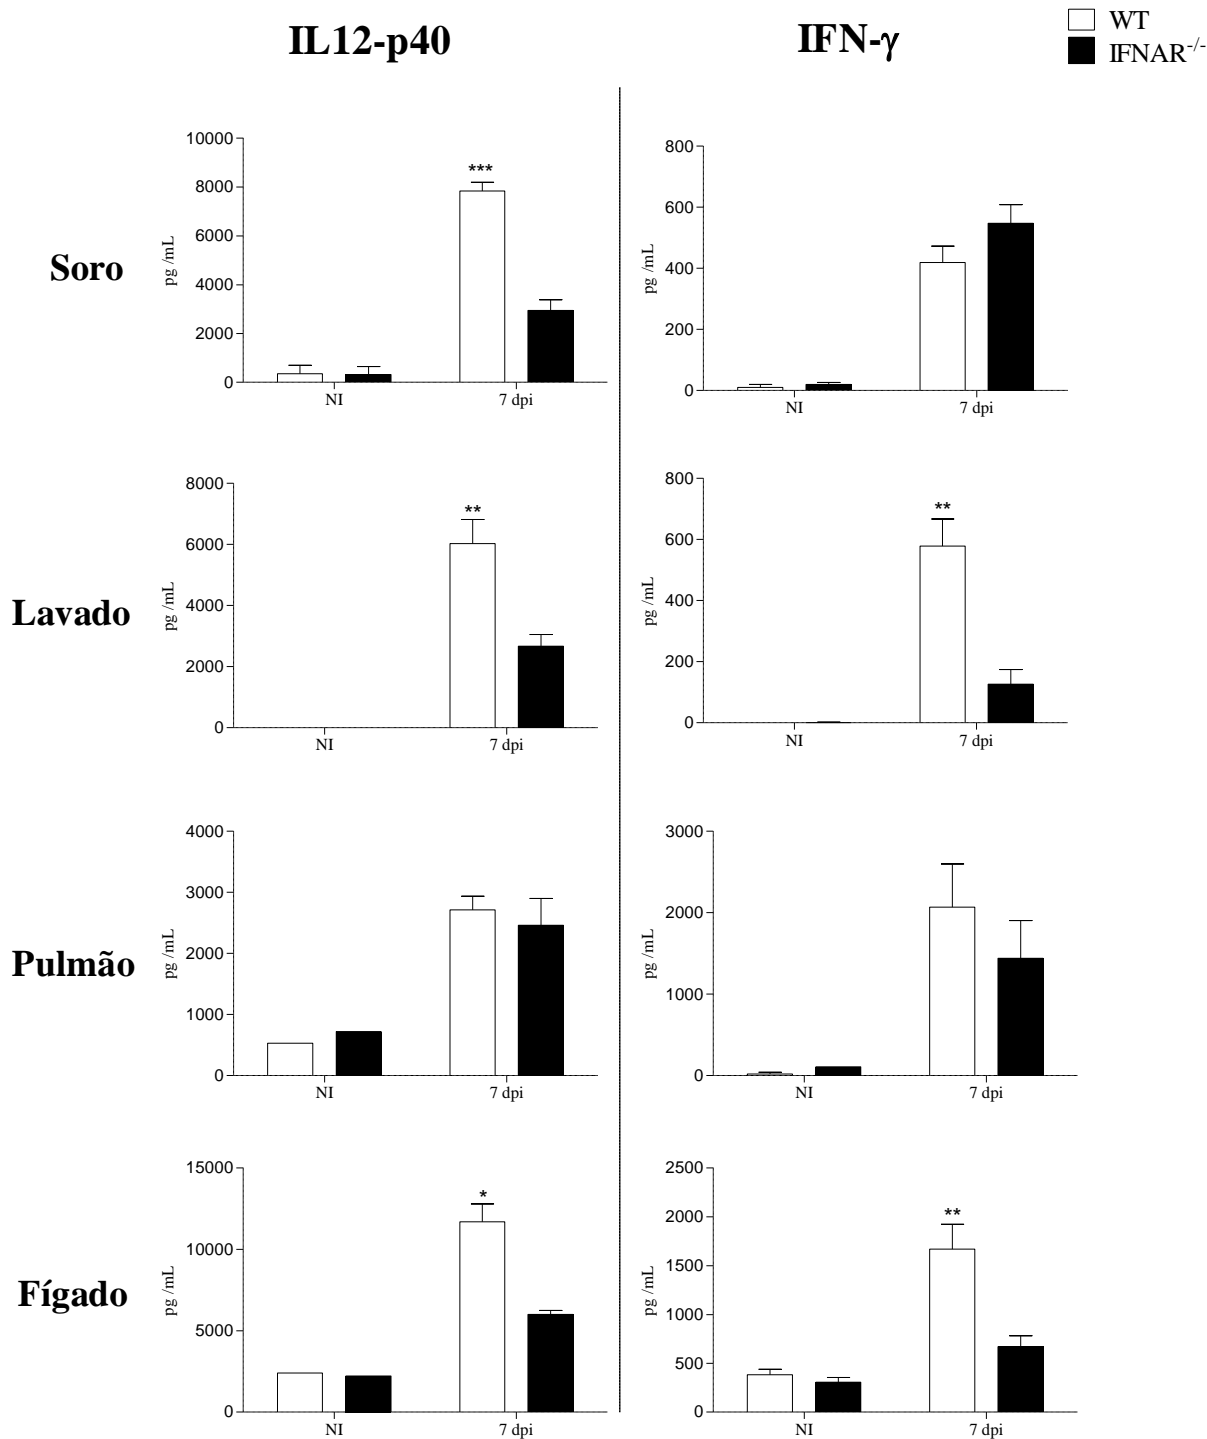 IL12-p40
IFN-γ
WT
IFNAR-/-
Soro
pg /mL
10000
8000
6000
4000
2000
0
***
NI
7 dpi
pg /mL
800
600
400
200
0
NI
7 dpi
Lavado
pg /mL
8000
6000
4000
2000
0
**
NI
7 dpi
pg /mL
800
600
400
200
0
**
NI
7 dpi
Pulmão
pg /mL
4000
3000
2000
1000
0
NI
7 dpi
pg /mL
3000
2000
1000
0
NI
7 dpi
Fígado
pg /mL
15000
10000
5000
0
*
NI
7 dpi
pg /mL
2500
2000
1500
1000
500
0
**
NI
7 dpi